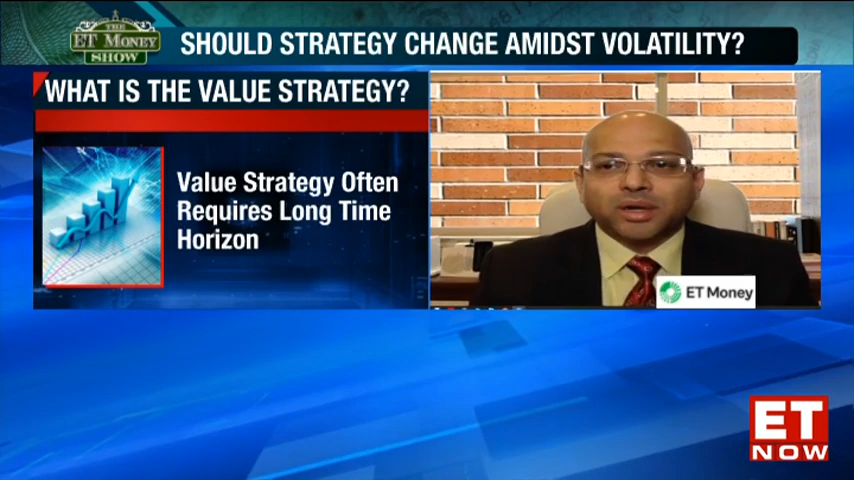 THE
ET MONEY
SHOW
SHOULD STRATEGY CHANGE AMIDST VOLATILITY?
WHAT IS THE VALUE STRATEGY?
Value Strategy Often
Requires Long Time
Horizon
ET Money
ET
NOW